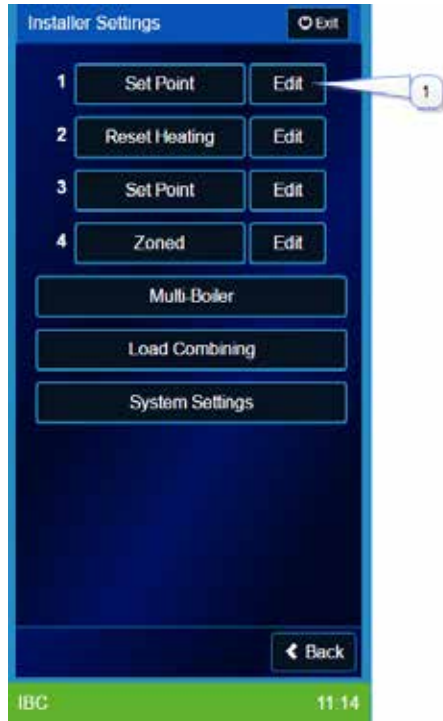 Installer Settings Exit
1 Set Point Edit 1
2 Reset Heating Edit
3 Set Point Edit
4 Zoned Edit
Multi-Boiler
Load Combining
System Settings
Back
IBC 11:14